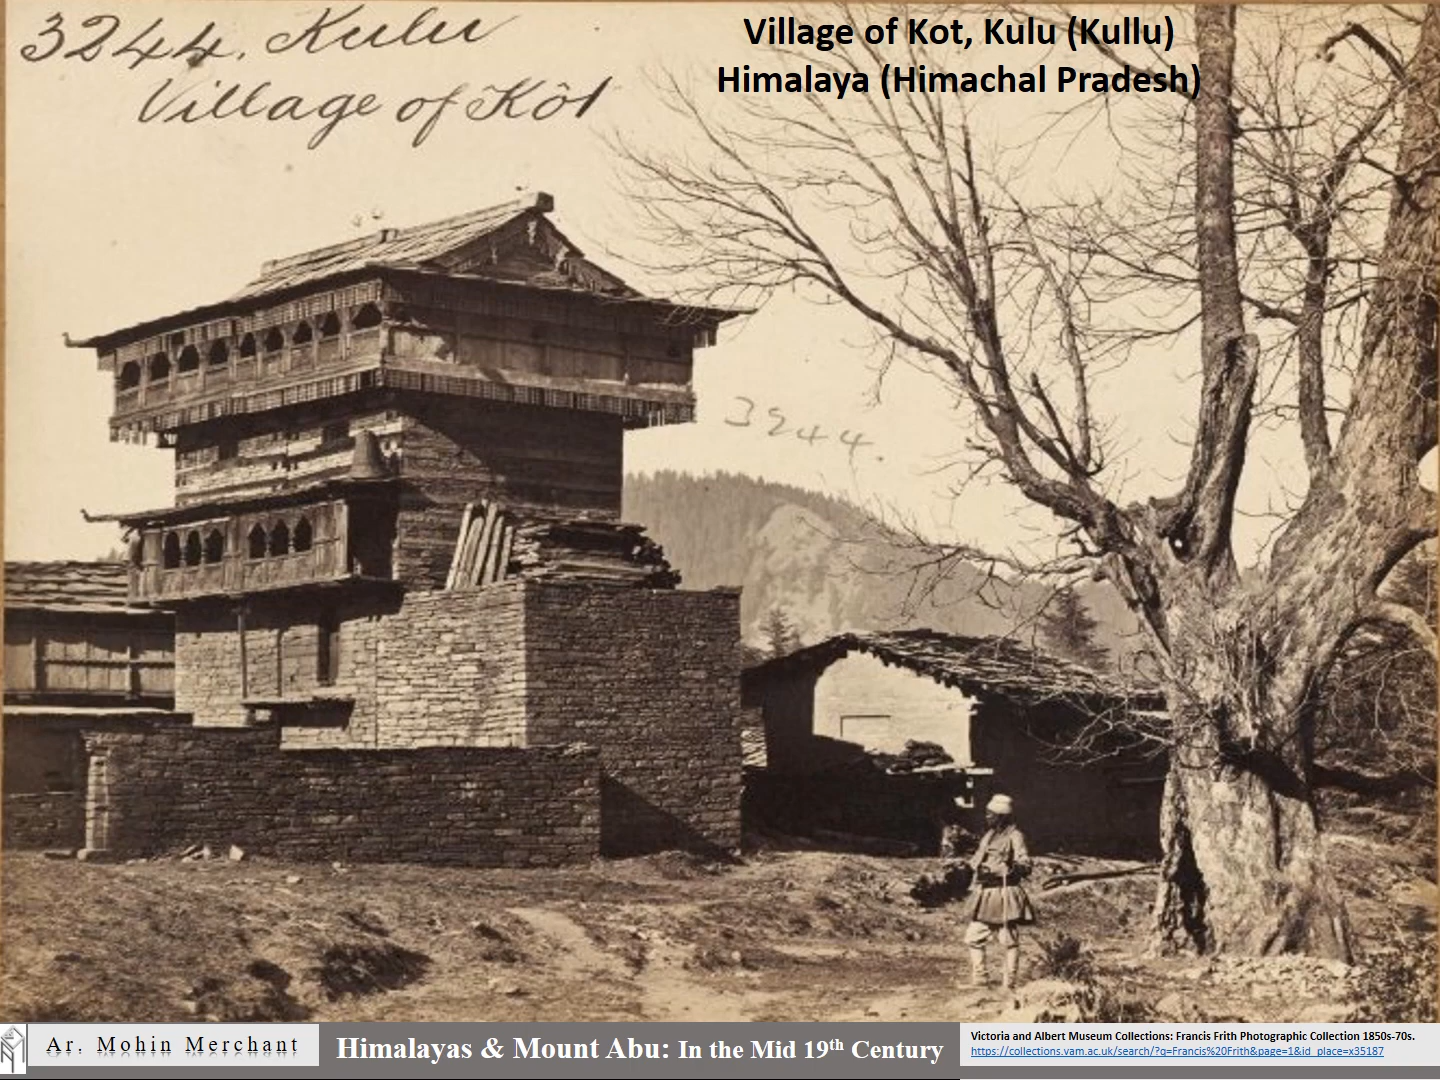 3244. Kulu
Village of Kôt
Village of Kot, Kulu (Kullu)
Himalaya (Himachal Pradesh)
3244.
Ar. Mohin Merchant
Himalayas & Mount Abu: In the Mid 19th Century
Victoria and Albert Museum Collections: Francis Frith Photographic Collection 1850s-70s.
https://collections.vam.ac.uk/search/?q=Francis%20Frith&page=1&id_place=x35187